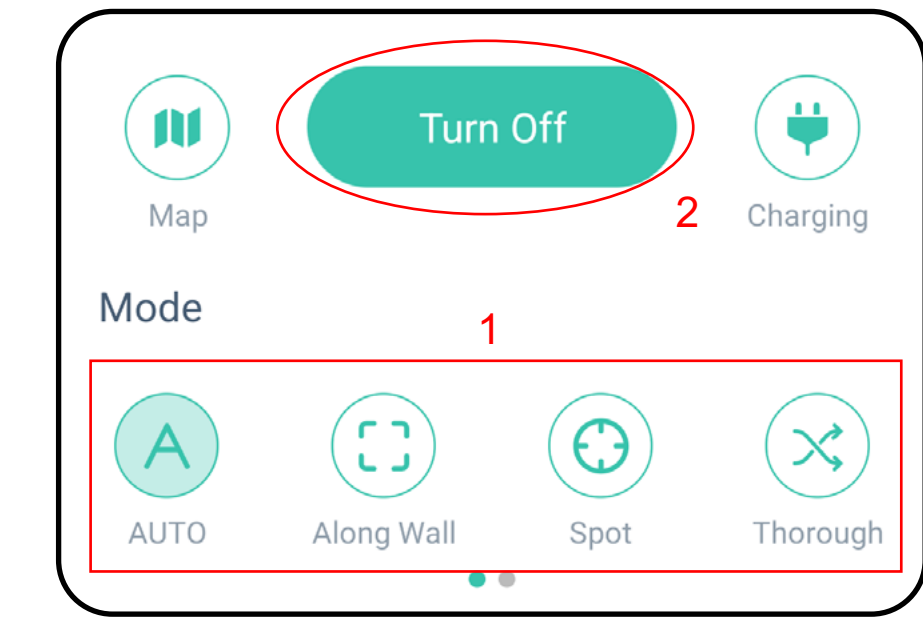 Turn Off
Map
2
Charging
Mode
1
A
AUTO
Along Wall
Spot
Thorough